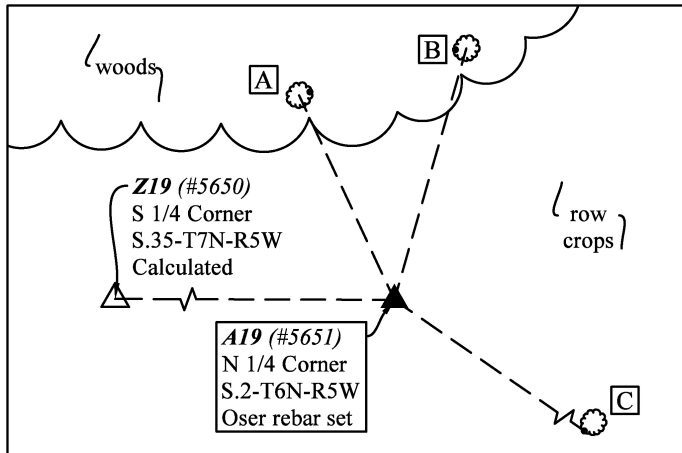 woods
A
B
Z19 (#5650)
S 1/4 Corner
S.35-T7N-R5W
Calculated
row
crops
A19 (#5651)
N 1/4 Corner
S.2-T6N-R5W
Oser rebar set
C